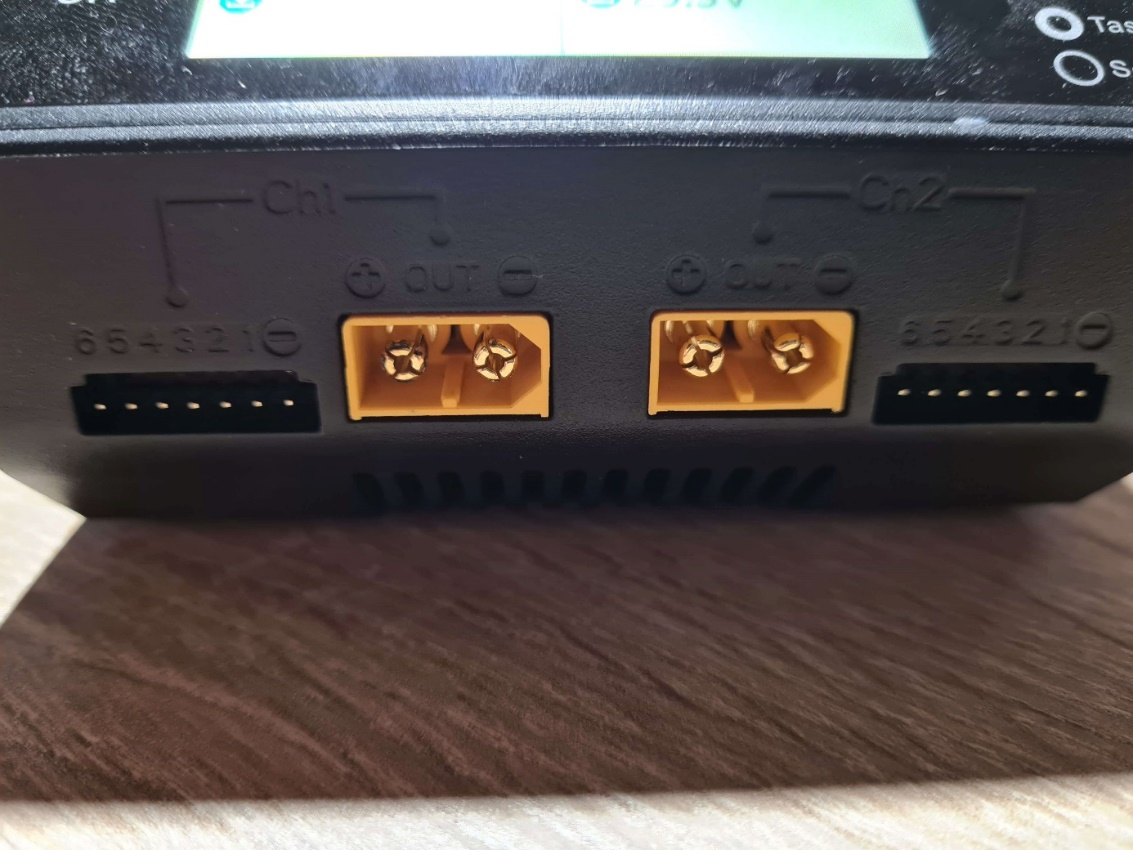 Ch1
Ch2
⊕ OUT ⊖
⊕ OUT ⊖
654321⊖
654321⊖